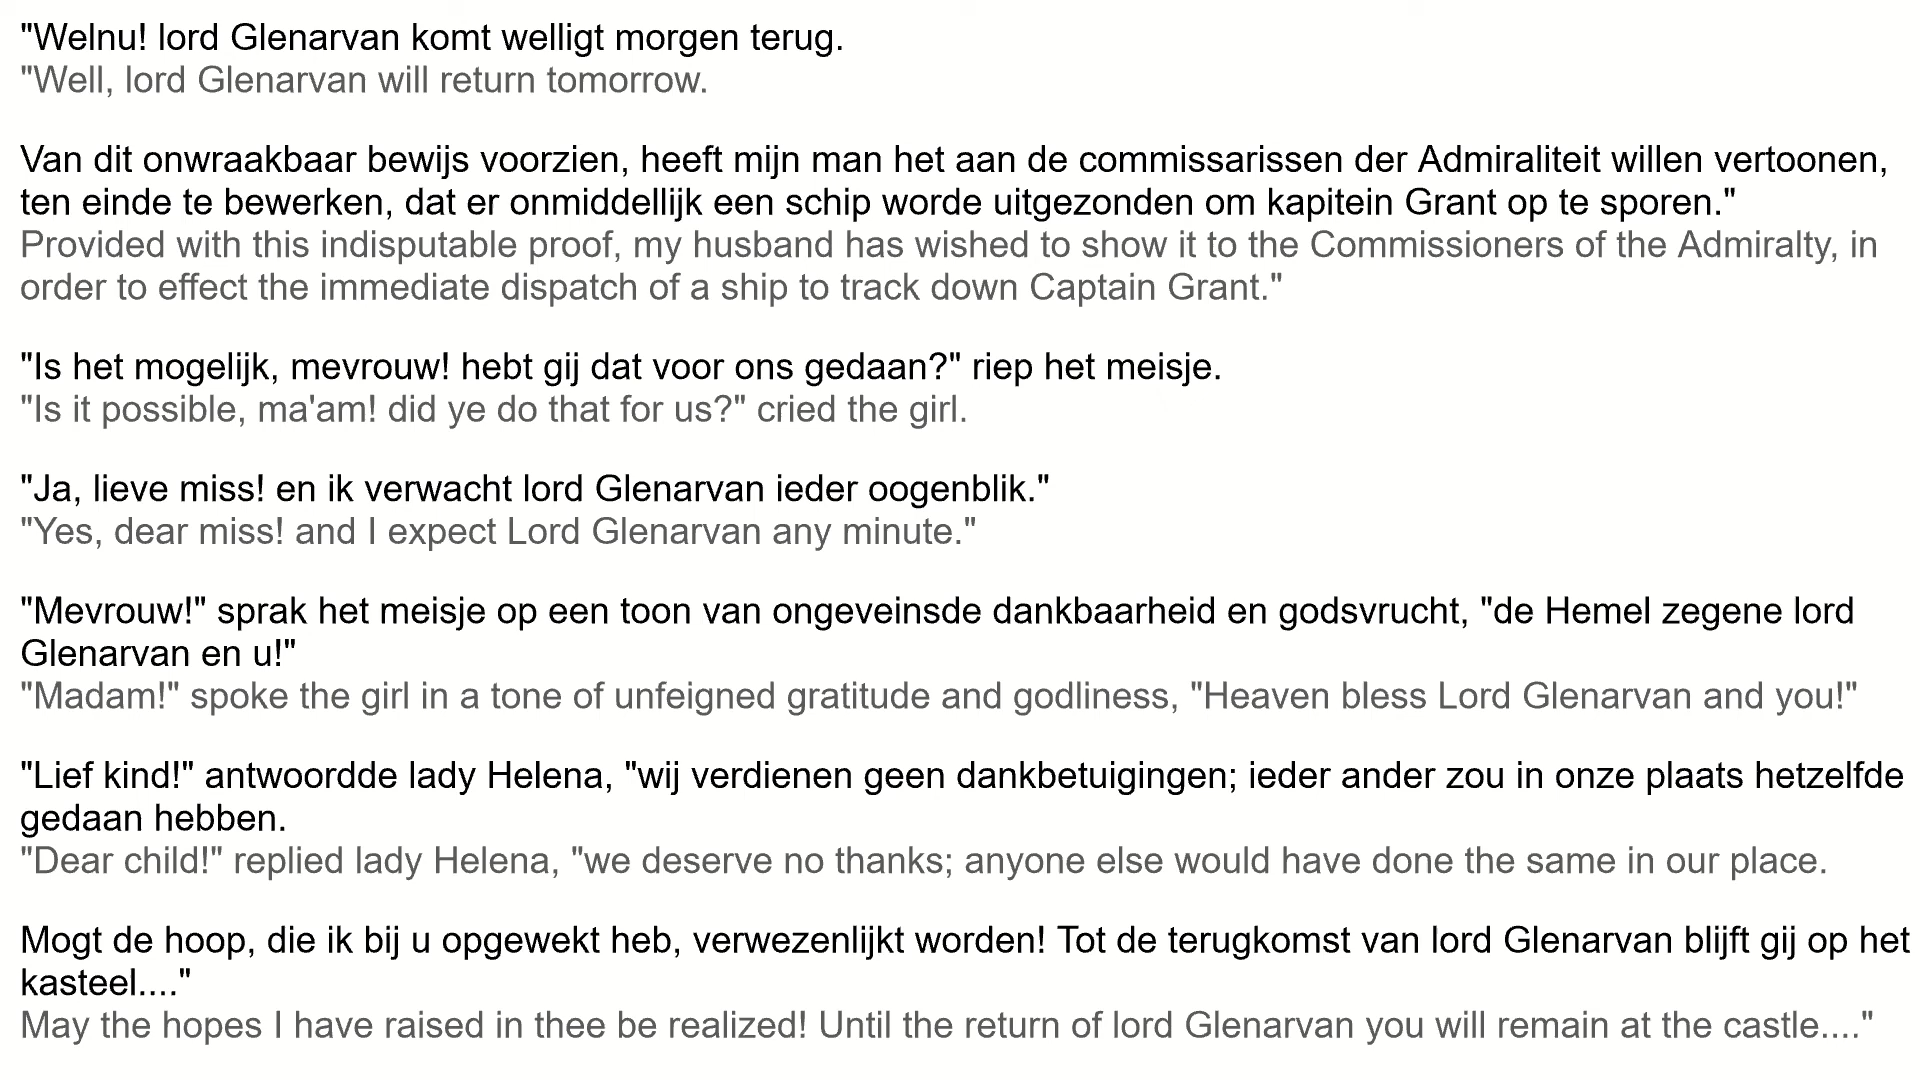 "Welnu! lord Glenarvan komt welligt morgen terug.
"Well, lord Glenarvan will return tomorrow.
Van dit onwraakbaar bewijs voorzien, heeft mijn man het aan de commissarissen der Admiraliteit willen vertoonen,
ten einde te bewerken, dat er onmiddellijk een schip worde uitgezonden om kapitein Grant op te sporen."
Provided with this indisputable proof, my husband has wished to show it to the Commissioners of the Admiralty, in
order to effect the immediate dispatch of a ship to track down Captain Grant."
"Is het mogelijk, mevrouw! hebt gij dat voor ons gedaan?" riep het meisje.
"Is it possible, ma'am! did ye do that for us?" cried the girl.
"Ja, lieve miss! en ik verwacht lord Glenarvan ieder oogenblik."
"Yes, dear miss! and I expect Lord Glenarvan any minute."
"Mevrouw!" sprak het meisje op een toon van ongeveinsde dankbaarheid en godsvrucht, "de Hemel zegene lord
Glenarvan en u!"
"Madam!" spoke the girl in a tone of unfeigned gratitude and godliness, "Heaven bless Lord Glenarvan and you!"
"Lief kind!" antwoordde lady Helena, "wij verdienen geen dankbetuigingen; ieder ander zou in onze plaats hetzelfde
gedaan hebben.
"Dear child!" replied lady Helena, "we deserve no thanks; anyone else would have done the same in our place.
Mogt de hoop, die ik bij u opgewekt heb, verwezenlijkt worden! Tot de terugkomst van lord Glenarvan blijft gij op het
kasteel...."
May the hopes I have raised in thee be realized! Until the return of lord Glenarvan you will remain at the castle...."